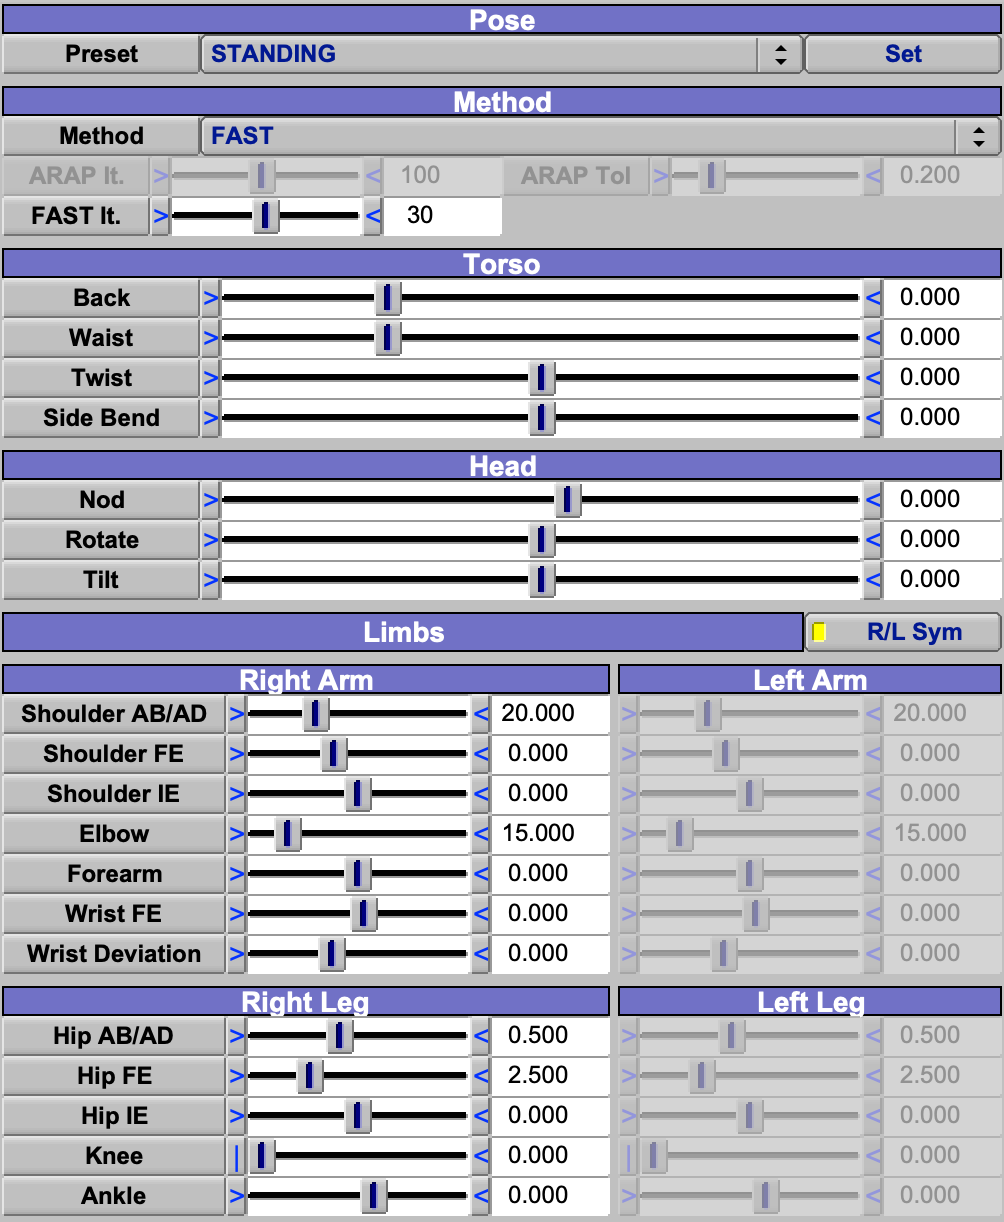 Pose
Preset STANDING Set
Method
Method FAST
ARAP It. > < 100 ARAP Tol > < 0.200
FAST It. > < 30
Torso
Back > < 0.000
Waist > < 0.000
Twist > < 0.000
Side Bend > < 0.000
Head
Nod > < 0.000
Rotate > < 0.000
Tilt > < 0.000
Limbs R/L Sym
Right Arm Left Arm
Shoulder AB/AD > < 20.000 > < 20.000
Shoulder FE > < 0.000 > < 0.000
Shoulder IE > < 0.000 > < 0.000
Elbow > < 15.000 > < 15.000
Forearm > < 0.000 > < 0.000
Wrist FE > < 0.000 > < 0.000
Wrist Deviation > < 0.000 > < 0.000
Right Leg Left Leg
Hip AB/AD > < 0.500 > < 0.500
Hip FE > < 2.500 > < 2.500
Hip IE > < 0.000 > < 0.000
Knee | < 0.000 | < 0.000
Ankle > < 0.000 > < 0.000